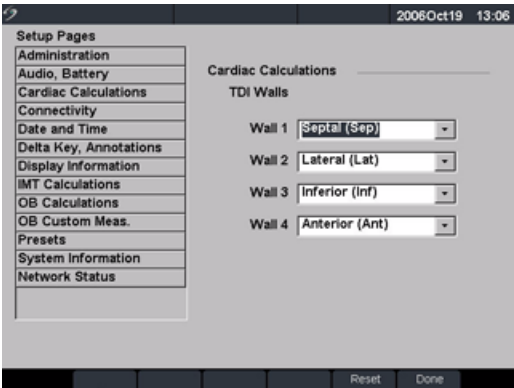 2006Oct19 13:06
Setup Pages
Administration
Audio, Battery
Cardiac Calculations
Connectivity
Date and Time
Delta Key, Annotations
Display Information
IMT Calculations
OB Calculations
OB Custom Meas.
Presets
System Information
Network Status
Cardiac Calculations
TDI Walls
Wall 1 Septal (Sep)
Wall 2 Lateral (Lat)
Wall 3 Inferior (Inf)
Wall 4 Anterior (Ant)
Reset Done